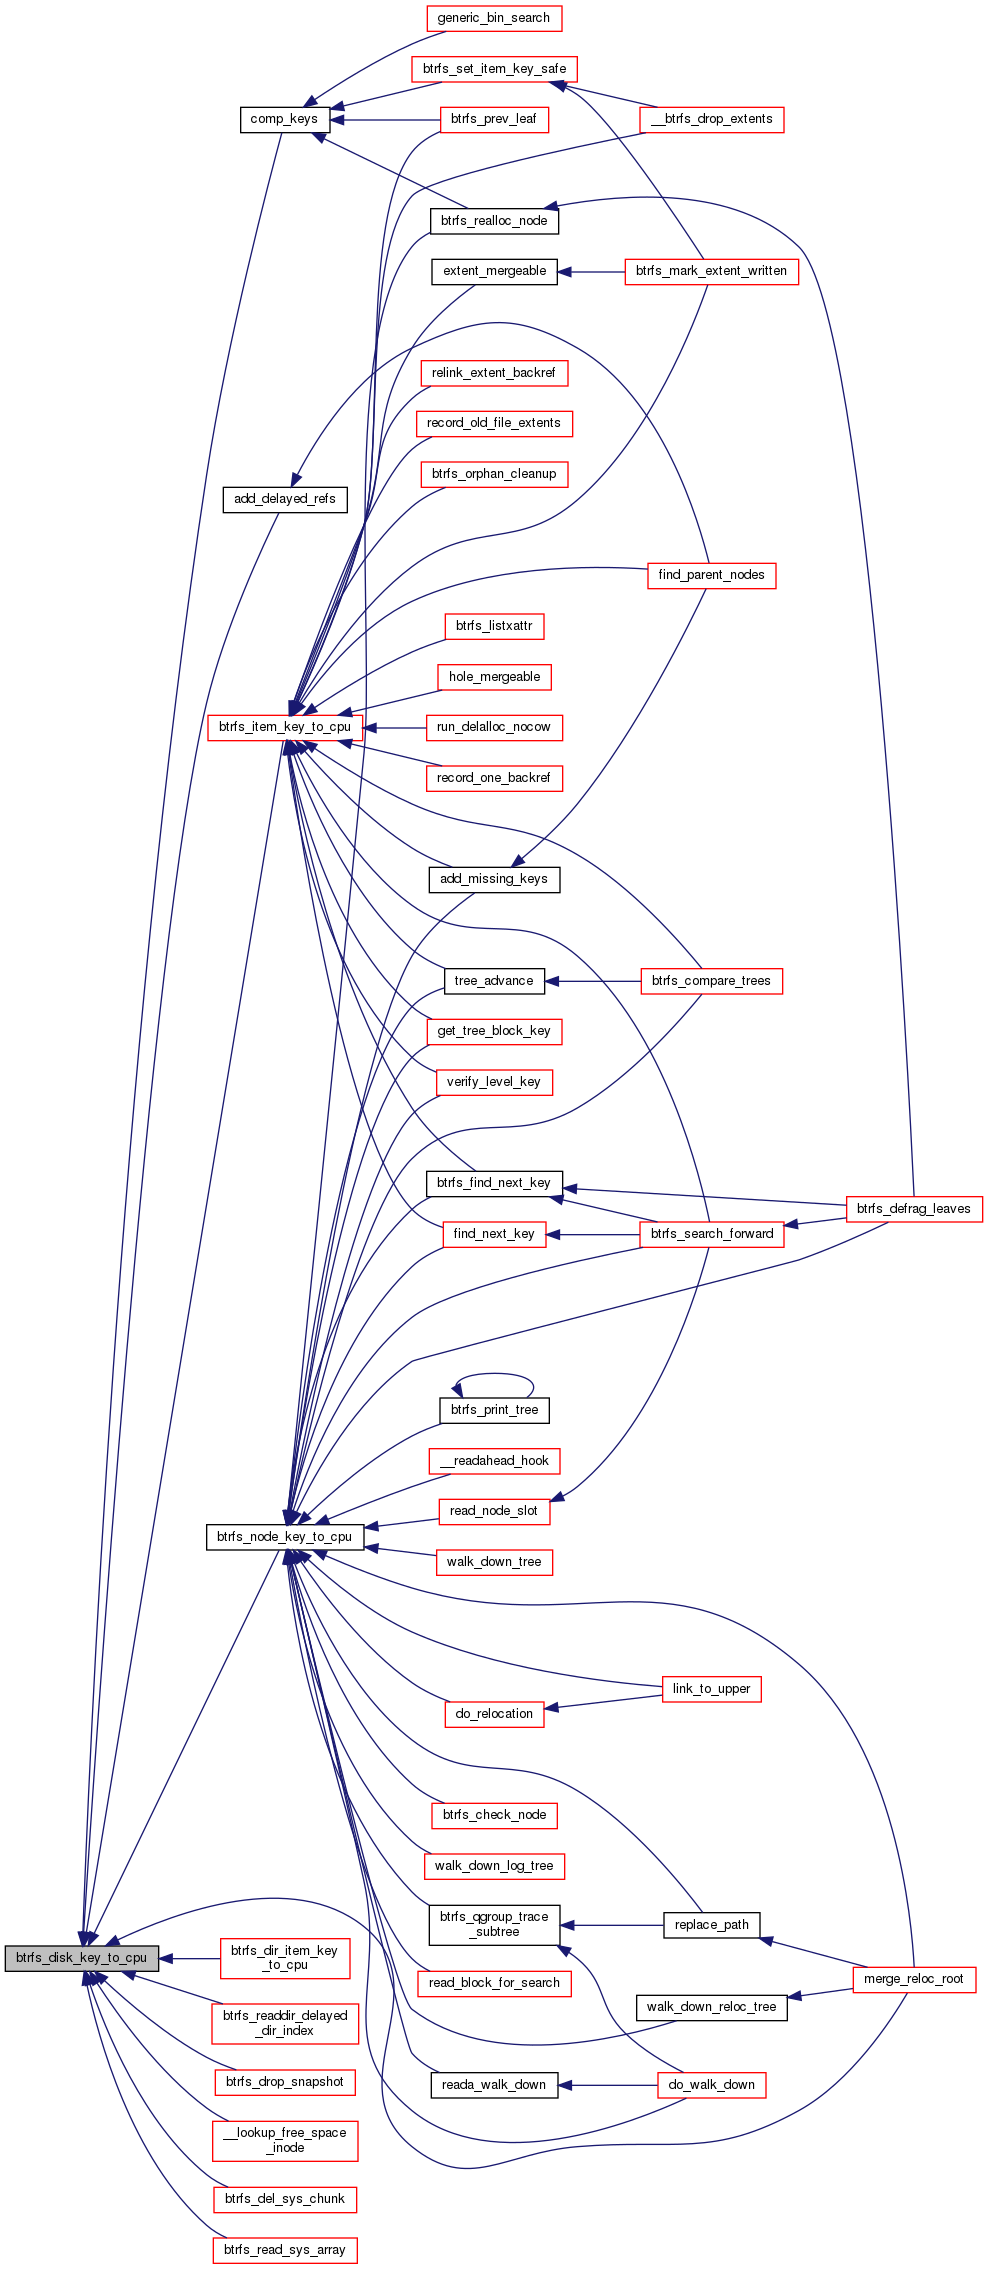 generic_bin_search
btrfs_set_item_key_safe
comp_keys
btrfs_prev_leaf
__btrfs_drop_extents
btrfs_realloc_node
extent_mergeable
btrfs_mark_extent_written
relink_extent_backref
record_old_file_extents
btrfs_orphan_cleanup
add_delayed_refs
find_parent_nodes
btrfs_listxattr
hole_mergeable
btrfs_item_key_to_cpu
run_delalloc_nocow
record_one_backref
add_missing_keys
tree_advance
btrfs_compare_trees
get_tree_block_key
verify_level_key
btrfs_find_next_key
btrfs_defrag_leaves
find_next_key
btrfs_search_forward
btrfs_print_tree
__readahead_hook
read_node_slot
btrfs_node_key_to_cpu
walk_down_tree
link_to_upper
do_relocation
btrfs_check_node
walk_down_log_tree
btrfs_qgroup_trace
_subtree
replace_path
btrfs_disk_key_to_cpu
btrfs_dir_item_key
_to_cpu
read_block_for_search
merge_reloc_root
walk_down_reloc_tree
btrfs_readdir_delayed
_dir_index
btrfs_drop_snapshot
reada_walk_down
do_walk_down
__lookup_free_space
_inode
btrfs_del_sys_chunk
btrfs_read_sys_array